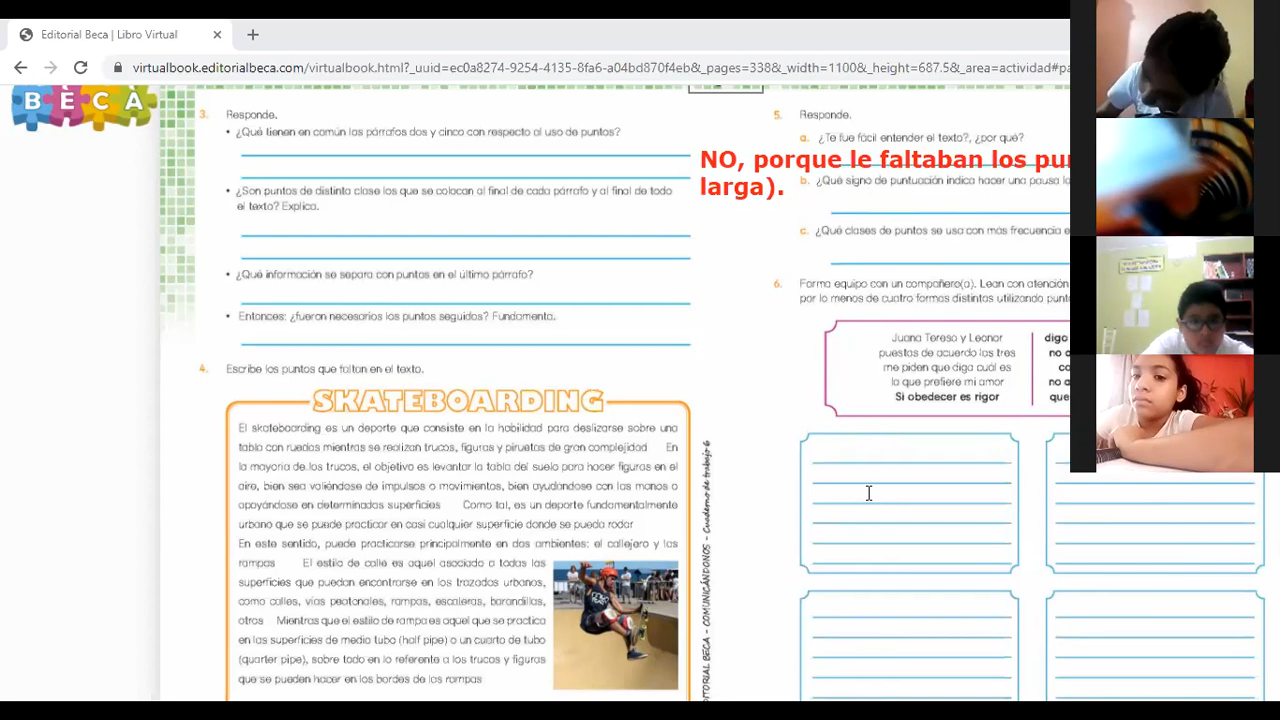 Editorial Beca | Libro Virtual
virtualbook.editorialbeca.com/virtualbook.html?_uuid=ec0a8274-9254-4135-8fa6-a04bd870f4eb&_pages=338&_width=1100&_height=687.5&_area=actividad#pa
BECA
3. Responde.
• ¿Qué tienen en común los párrafos dos y cinco con respecto al uso de puntos?
• ¿Son puntos de distinta clase los que se colocan al final de cada párrafo y al final de todo
el texto? Explica.
• ¿Qué información se separa con puntos en el último párrafo?
• Entonces: ¿fueron necesarios los puntos seguidos? Fundamenta.
4. Escribe los puntos que faltan en el texto.
SKATEBOARDING
El skateboarding es un deporte que consiste en la habilidad para deslizarse sobre una
tabla con ruedas mientras se realizan trucos, figuras y piruetas de gran complejidad En
la mayoría de los trucos, el objetivo es levantar la tabla del suelo para hacer figuras en el
aire, bien sea valiéndose de impulsos o movimientos, bien ayudándose con las manos o
apoyándose en determinadas superficies Como tal, es un deporte fundamentalmente
urbano que se puede practicar en casi cualquier superficie donde se pueda rodar
En este sentido, puede practicarse principalmente en dos ambientes: el callejero y las
rampas El estilo de calle es aquel asociado a todas las
superficies que puedan encontrarse en los trazados urbanos,
como calles, vías peatonales, rampas, escaleras, barandillas,
otros Mientras que el estilo de rampa es aquel que se practica
en las superficies de medio tubo (half pipe) o un cuarto de tubo
(quarter pipe), sobre todo en lo referente a los trucos y figuras
que se pueden hacer en los bordes de las rampas
DITORIAL BECA - COMUNICÁNDONOS - Cuaderno de trabajo 6
5. Responde.
a. ¿Te fue fácil entender el texto?, ¿por qué?
NO, porque le faltaban los pu
larga).
b. ¿Qué signo de puntuación indica hacer una pausa la
c. ¿Qué clases de puntos se usa con más frecuencia e
6. Forma equipo con un compañero(a). Lean con atención
por lo menos de cuatro formas distintas utilizando punt
Juana Teresa y Leonor
puestas de acuerdo las tres
me piden que diga cuál es
la que prefiere mi amor
Si obedecer es rigor
digo
no a
co
no a
que